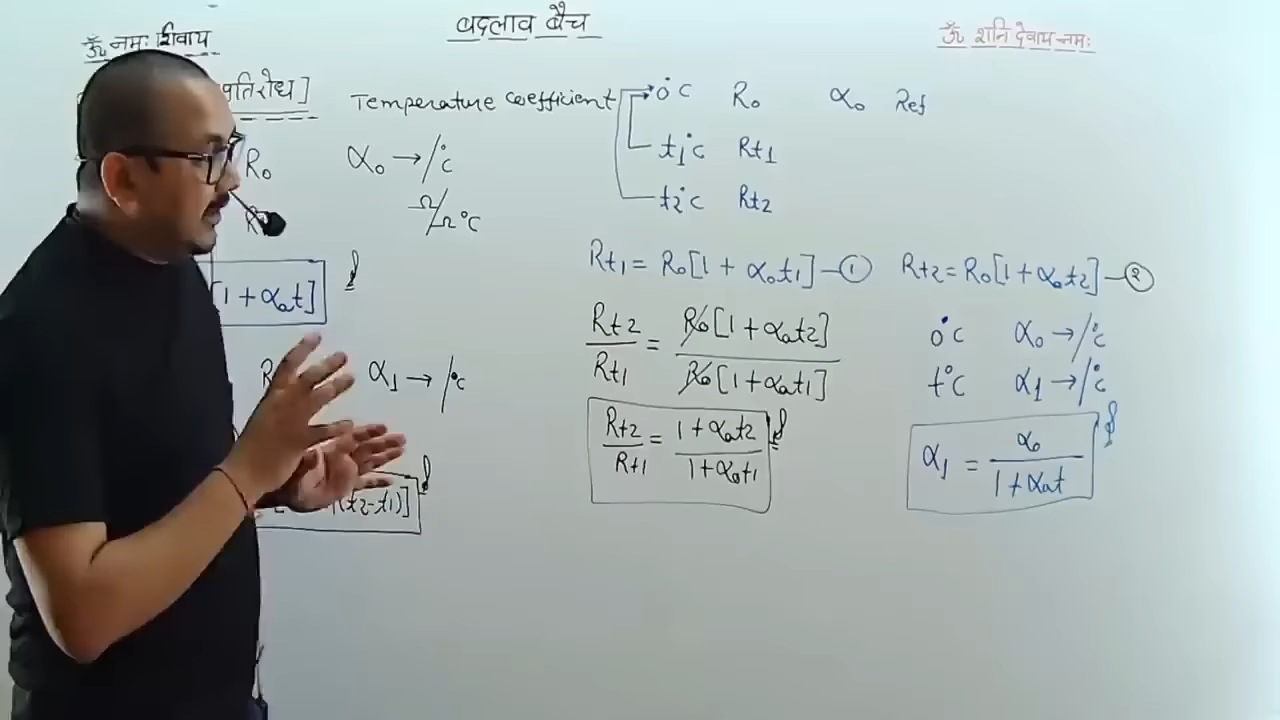 ॐ नमः शिवाय
बदलाव बैच
ॐ शनि देवाय नमः
Temperature coefficient
0°C R₀ α₀ Ref
t₁°C Rt₁
t₂°C Rt₂
R₀ α₀ → /°C
Ω/Ω°C
1 + α₀t]
α₁ → /°C
(t₂-t₁)]
Rt₁ = R₀[1 + α₀t₁] —①
Rt₂ = R₀[1 + α₀t₂] —②
Rt₂/Rt₁ = R₀[1 + α₀t₂]/R₀[1 + α₀t₁]
Rt₂/Rt₁ = 1 + α₀t₂/1 + α₀t₁
0°C α₀ → /°C
t°C α₁ → /°C
α₁ = α₀/1 + α₀t